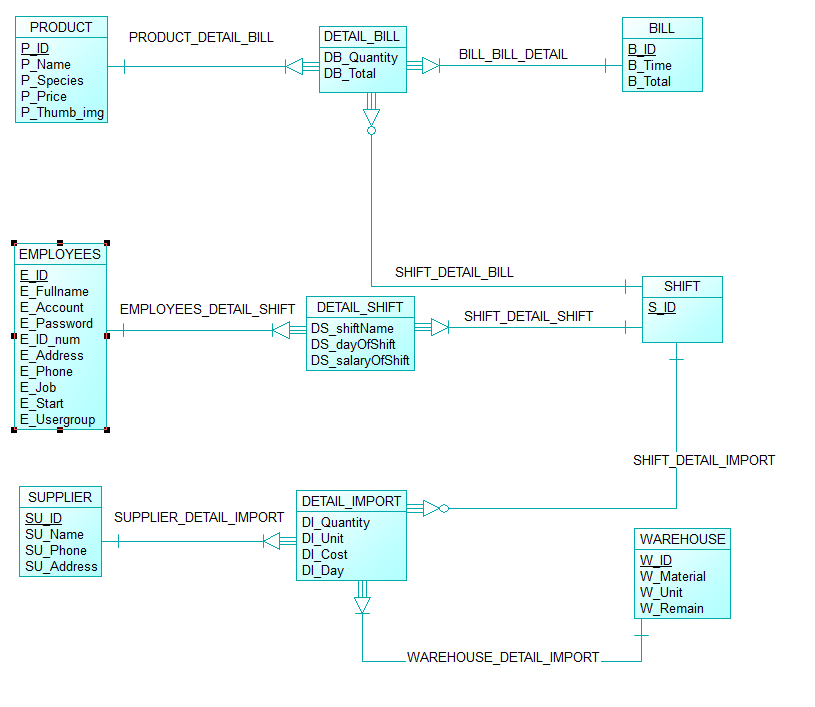 PRODUCT
P_ID
P_Name
P_Species
P_Price
P_Thumb_img
PRODUCT_DETAIL_BILL
DETAIL_BILL
DB_Quantity
DB_Total
BILL_BILL_DETAIL
BILL
B_ID
B_Time
B_Total
SHIFT_DETAIL_BILL
EMPLOYEES
E_ID
E_Fullname
E_Account
E_Password
E_ID_num
E_Address
E_Phone
E_Job
E_Start
E_Usergroup
EMPLOYEES_DETAIL_SHIFT
DETAIL_SHIFT
DS_shiftName
DS_dayOfShift
DS_salaryOfShift
SHIFT_DETAIL_SHIFT
SHIFT
S_ID
SHIFT_DETAIL_IMPORT
SUPPLIER
SU_ID
SU_Name
SU_Phone
SU_Address
SUPPLIER_DETAIL_IMPORT
DETAIL_IMPORT
DI_Quantity
DI_Unit
DI_Cost
DI_Day
WAREHOUSE
W_ID
W_Material
W_Unit
W_Remain
WAREHOUSE_DETAIL_IMPORT